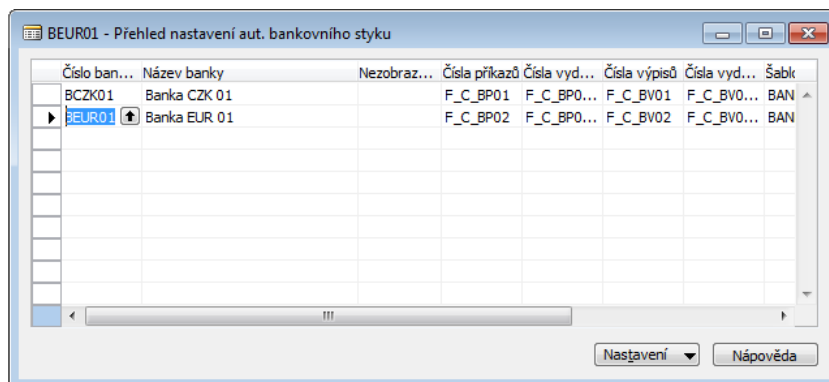 BEUR01 - Přehled nastavení aut. bankovního styku
Číslo ban... Název banky Nezobraz... Čísla příkazů Čísla vyd... Čísla výpisů Čísla vyd... Šablo
BCZK01 Banka CZK 01 F_C_BP01 F_C_BP0... F_C_BV01 F_C_BV0... BAN
BEUR01 Banka EUR 01 F_C_BP02 F_C_BP0... F_C_BV02 F_C_BV0... BAN
Nastavení Nápověda